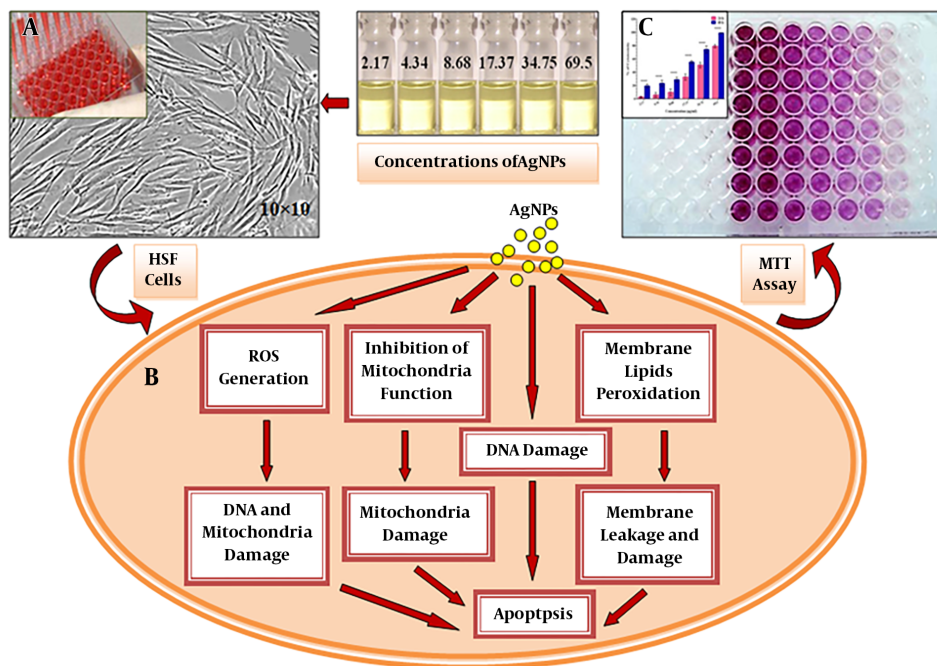 A
10×10
2.17 4.34 8.68 17.37 34.75 69.5
Concentrations ofAgNPs
C
HSF
Cells
AgNPs
MTT
Assay
B
ROS
Generation
Inhibition of
Mitochondria
Function
Membrane
Lipids
Peroxidation
DNA Damage
DNA and
Mitochondria
Damage
Mitochondria
Damage
Membrane
Leakage and
Damage
Apoptpsis